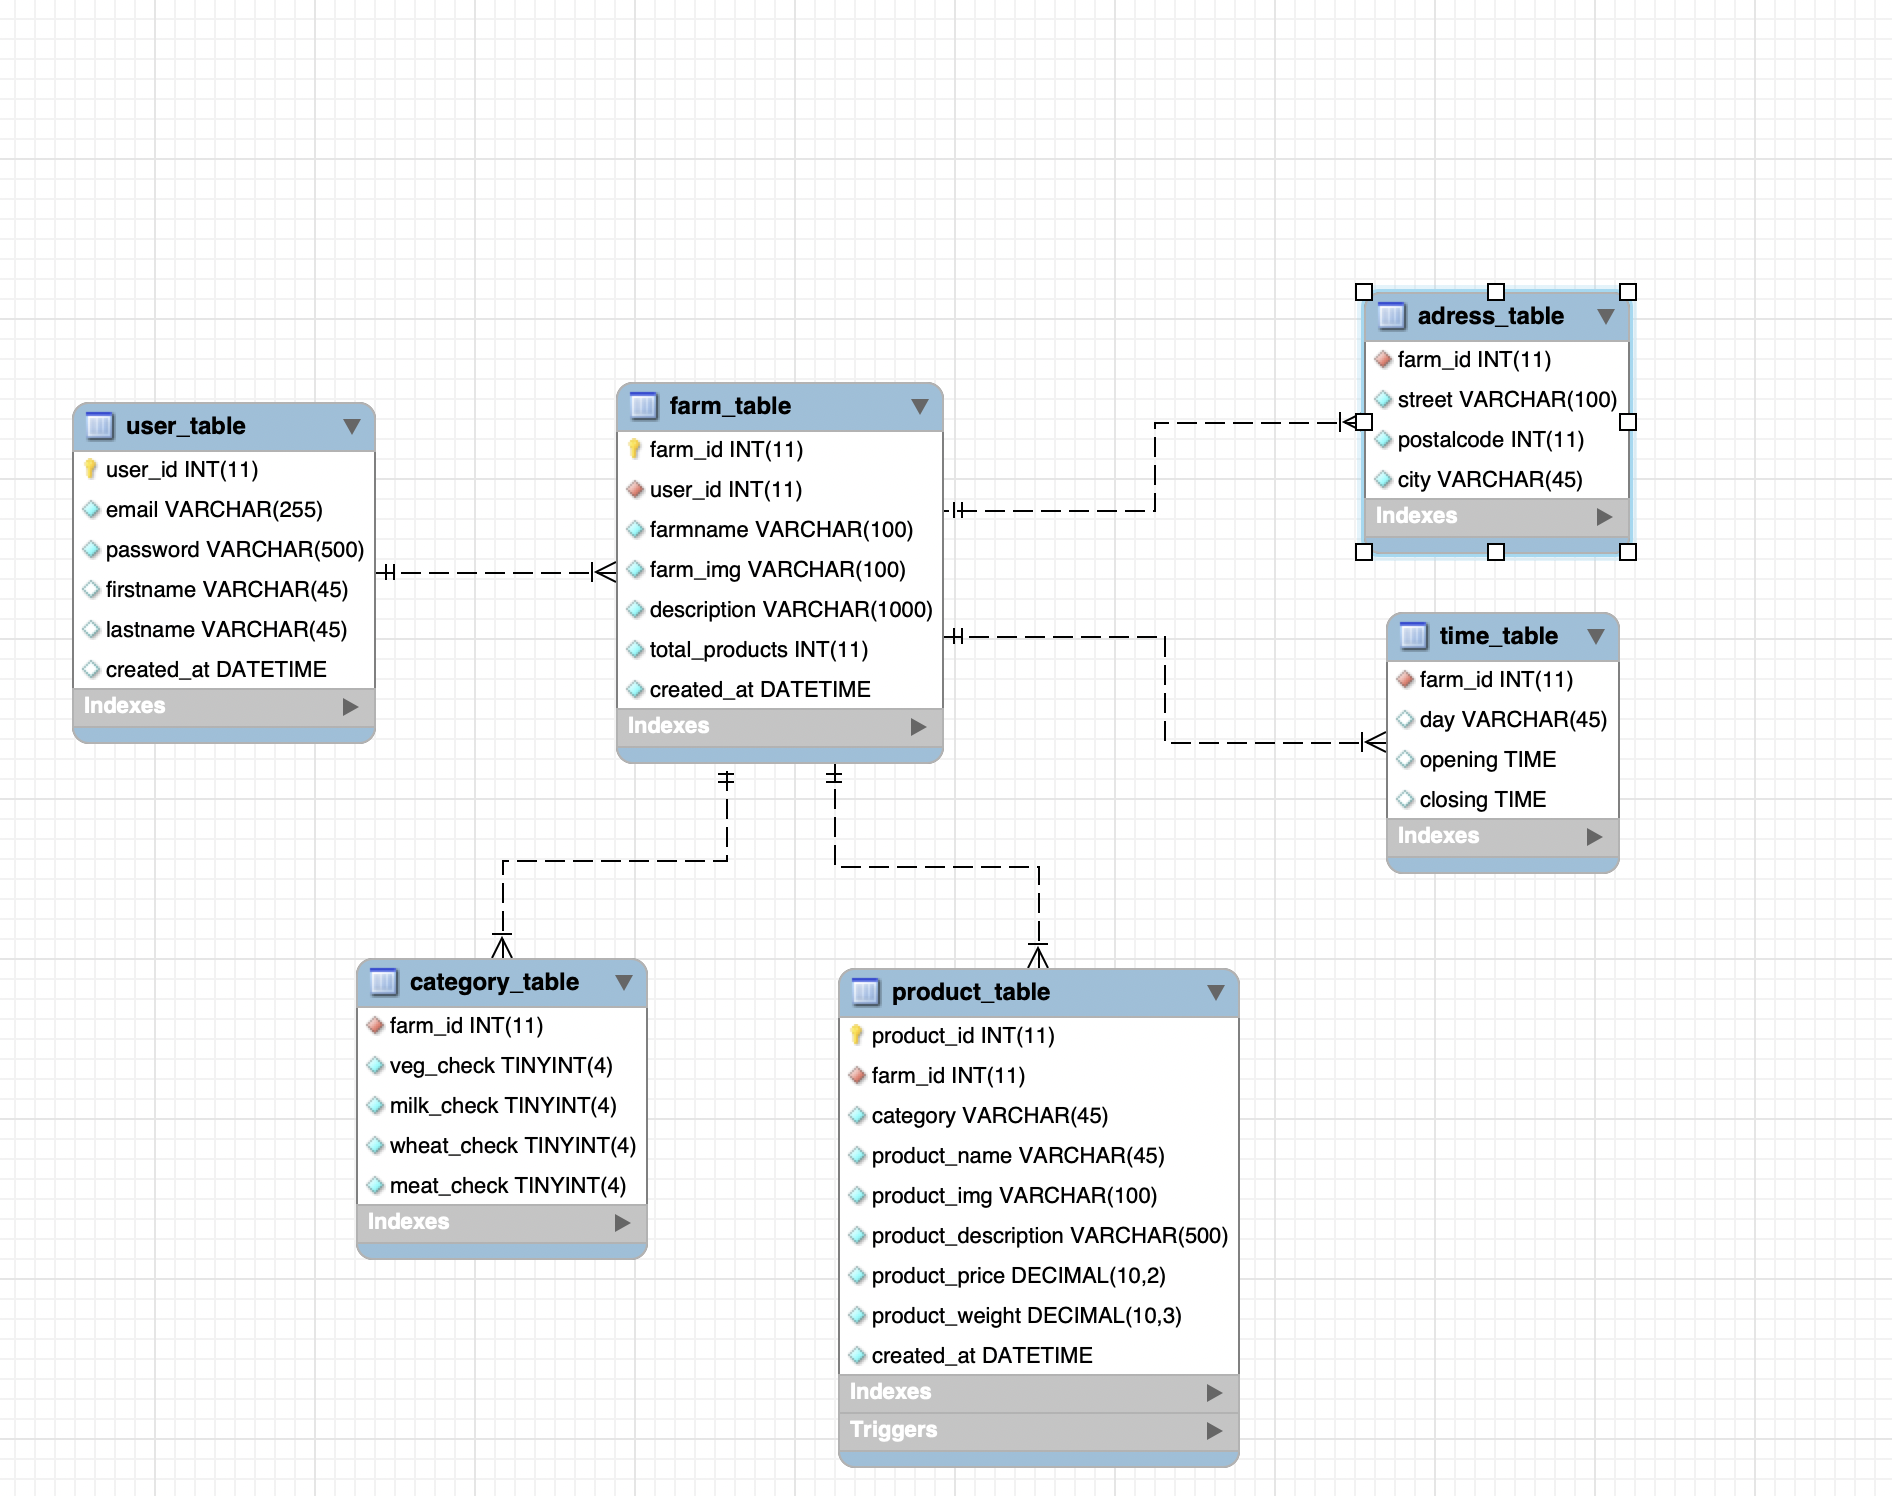 user_table
user_id INT(11)
email VARCHAR(255)
password VARCHAR(500)
firstname VARCHAR(45)
lastname VARCHAR(45)
created_at DATETIME
Indexes
farm_table
farm_id INT(11)
user_id INT(11)
farmname VARCHAR(100)
farm_img VARCHAR(100)
description VARCHAR(1000)
total_products INT(11)
created_at DATETIME
Indexes
adress_table
farm_id INT(11)
street VARCHAR(100)
postalcode INT(11)
city VARCHAR(45)
Indexes
time_table
farm_id INT(11)
day VARCHAR(45)
opening TIME
closing TIME
Indexes
category_table
farm_id INT(11)
veg_check TINYINT(4)
milk_check TINYINT(4)
wheat_check TINYINT(4)
meat_check TINYINT(4)
Indexes
product_table
product_id INT(11)
farm_id INT(11)
category VARCHAR(45)
product_name VARCHAR(45)
product_img VARCHAR(100)
product_description VARCHAR(500)
product_price DECIMAL(10,2)
product_weight DECIMAL(10,3)
created_at DATETIME
Indexes
Triggers